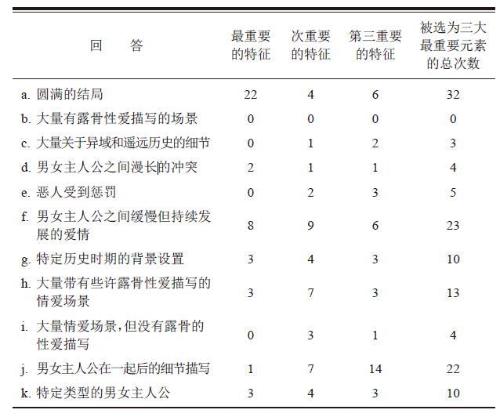 回 答 最重要的特征 次重要的特征 第三重要的特征 被选为三大最重要元素的总次数
a. 圆满的结局 22 4 6 32
b. 大量有露骨性爱描写的场景 0 0 0 0
c. 大量关于异域和遥远历史的细节 0 1 2 3
d. 男女主人公之间漫长的冲突 2 1 1 4
e. 恶人受到惩罚 0 2 3 5
f. 男女主人公之间缓慢但持续发展的爱情 8 9 6 23
g. 特定历史时期的背景设置 3 4 3 10
h. 大量带有些许露骨性爱描写的情爱场景 3 7 3 13
i. 大量情爱场景,但没有露骨的性爱描写 0 3 1 4
j. 男女主人公在一起后的细节描写 1 7 14 22
k. 特定类型的男女主人公 3 4 3 10